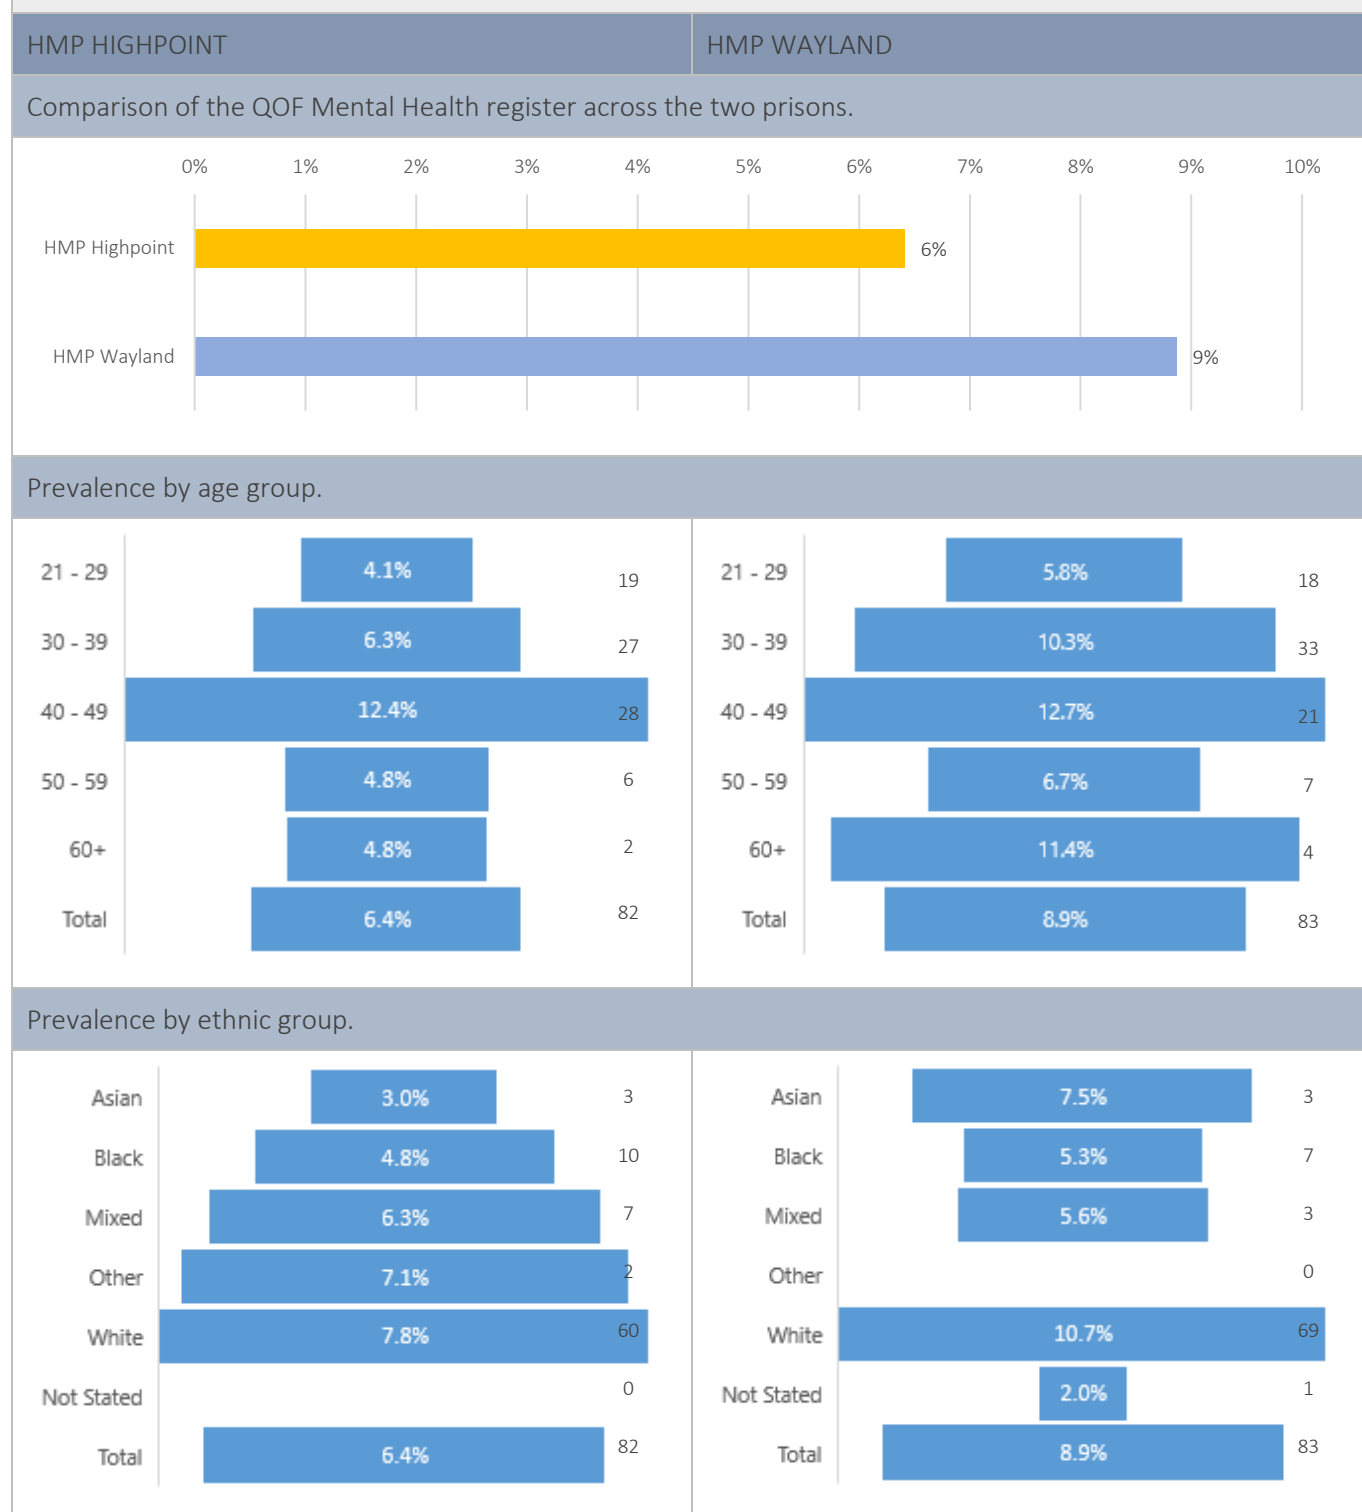 HMP HIGHPOINT HMP WAYLAND
Comparison of the QOF Mental Health register across the two prisons.
0% 1% 2% 3% 4% 5% 6% 7% 8% 9% 10%
HMP Highpoint 6%
HMP Wayland 9%
Prevalence by age group.
21 - 29 4.1% 19
30 - 39 6.3% 27
40 - 49 12.4% 28
50 - 59 4.8% 6
60+ 4.8% 2
Total 6.4% 82
21 - 29 5.8% 18
30 - 39 10.3% 33
40 - 49 12.7% 21
50 - 59 6.7% 7
60+ 11.4% 4
Total 8.9% 83
Prevalence by ethnic group.
Asian 3.0% 3
Black 4.8% 10
Mixed 6.3% 7
Other 7.1% 2
White 7.8% 60
Not Stated 0
Total 6.4% 82
Asian 7.5% 3
Black 5.3% 7
Mixed 5.6% 3
Other 0
White 10.7% 69
Not Stated 2.0% 1
Total 8.9% 83